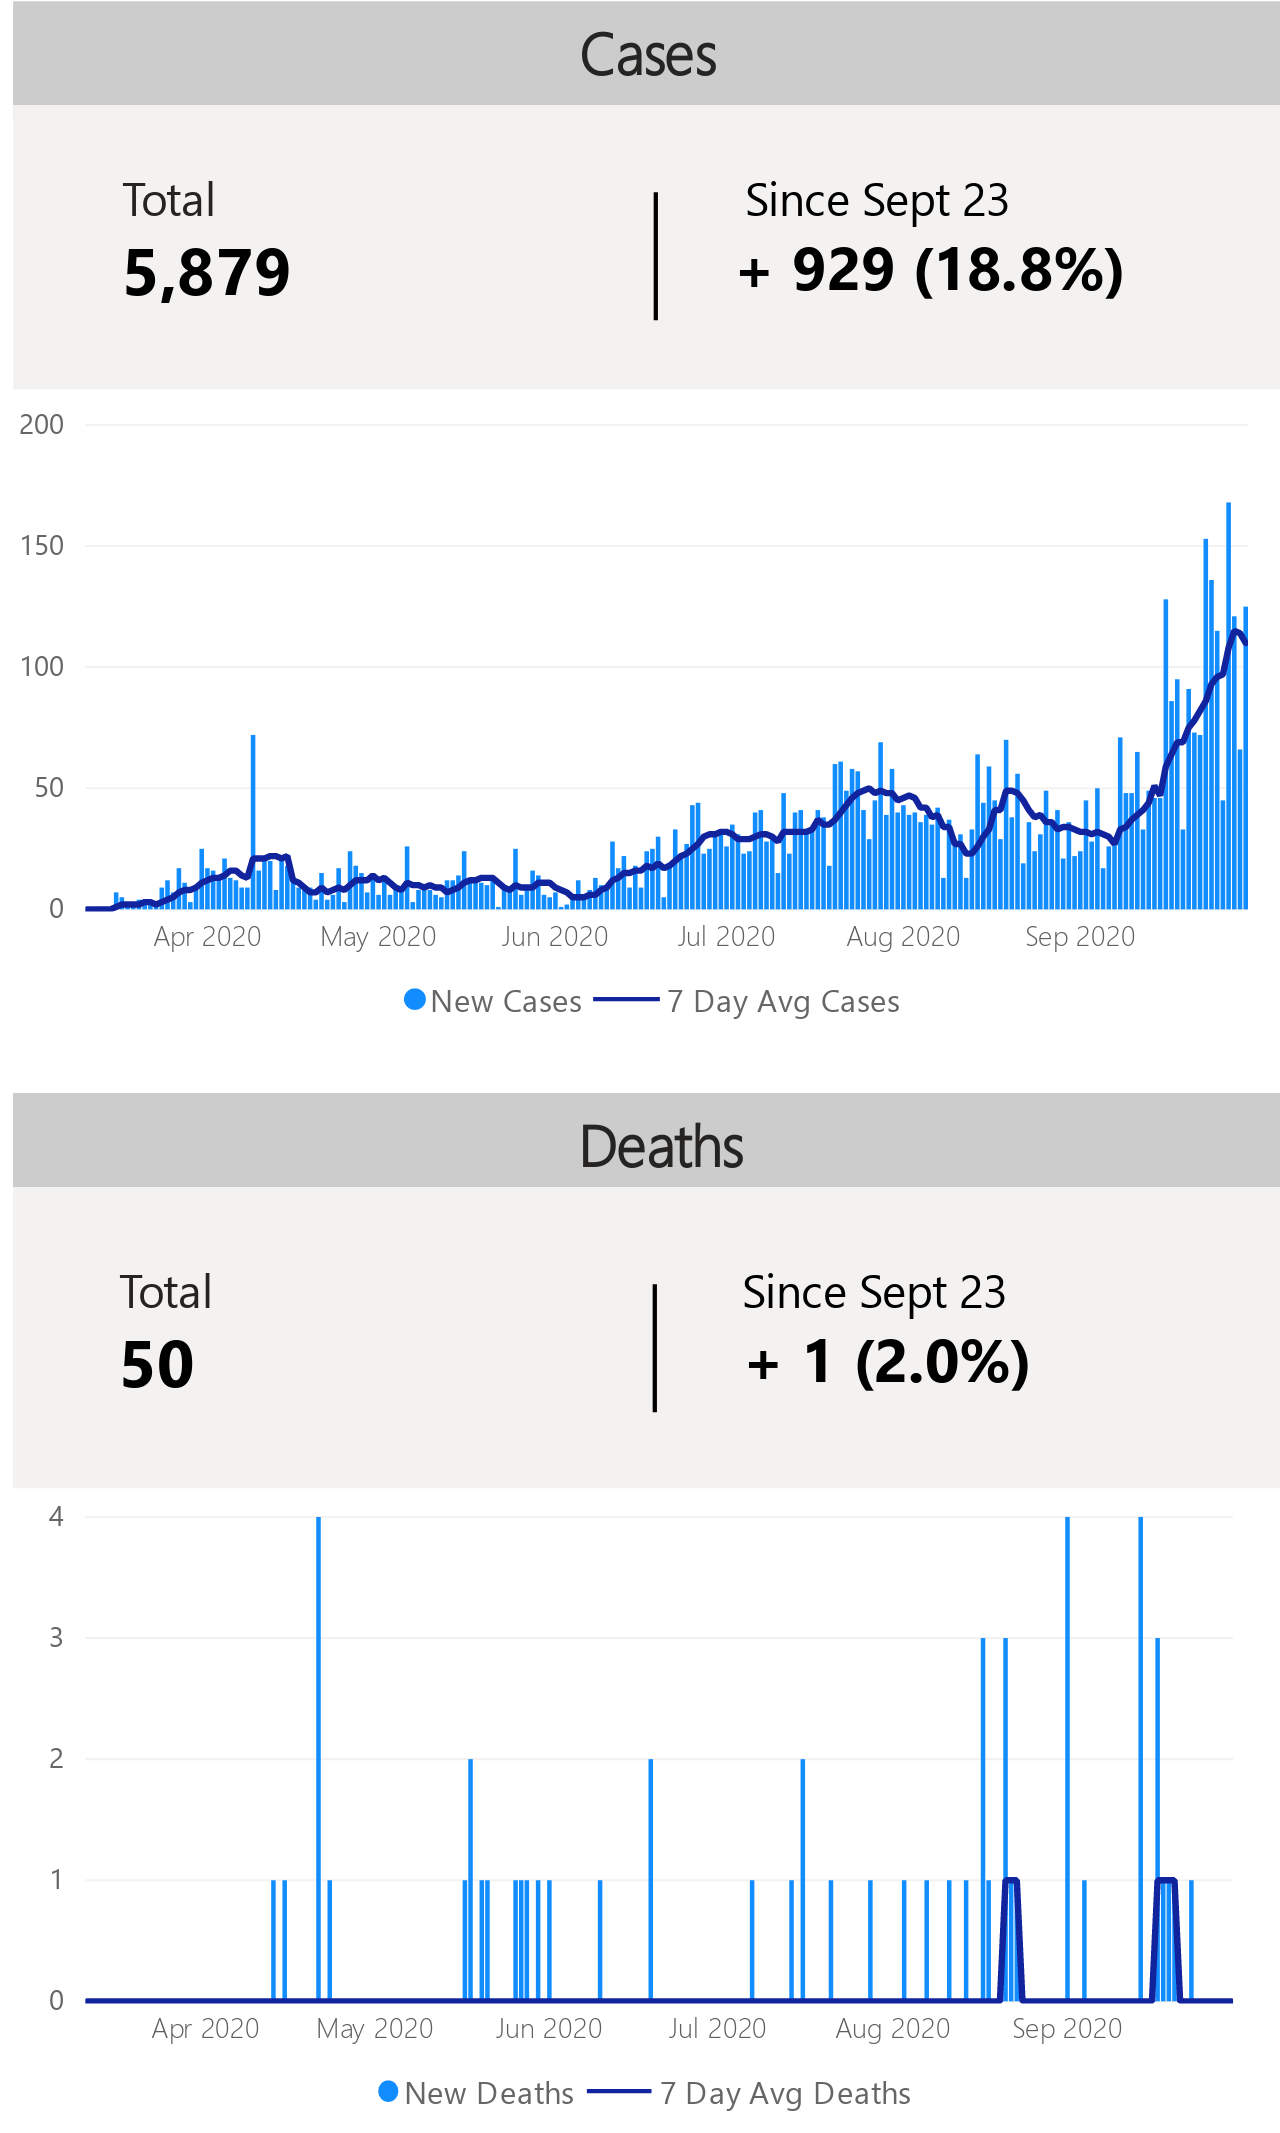 Cases
Total
Since Sept 23
5,879
+ 929 (18.8%)
200
150
100
50
0
Apr 2020
May 2020
Jun 2020
Jul 2020
Aug 2020
Sep 2020
New Cases
7 Day Avg Cases
Deaths
Total
Since Sept 23
50
+ 1 (2.0%)
4
3
2
1
0
Apr 2020
May 2020
Jun 2020
Jul 2020
Aug 2020
Sep 2020
New Deaths
7 Day Avg Deaths